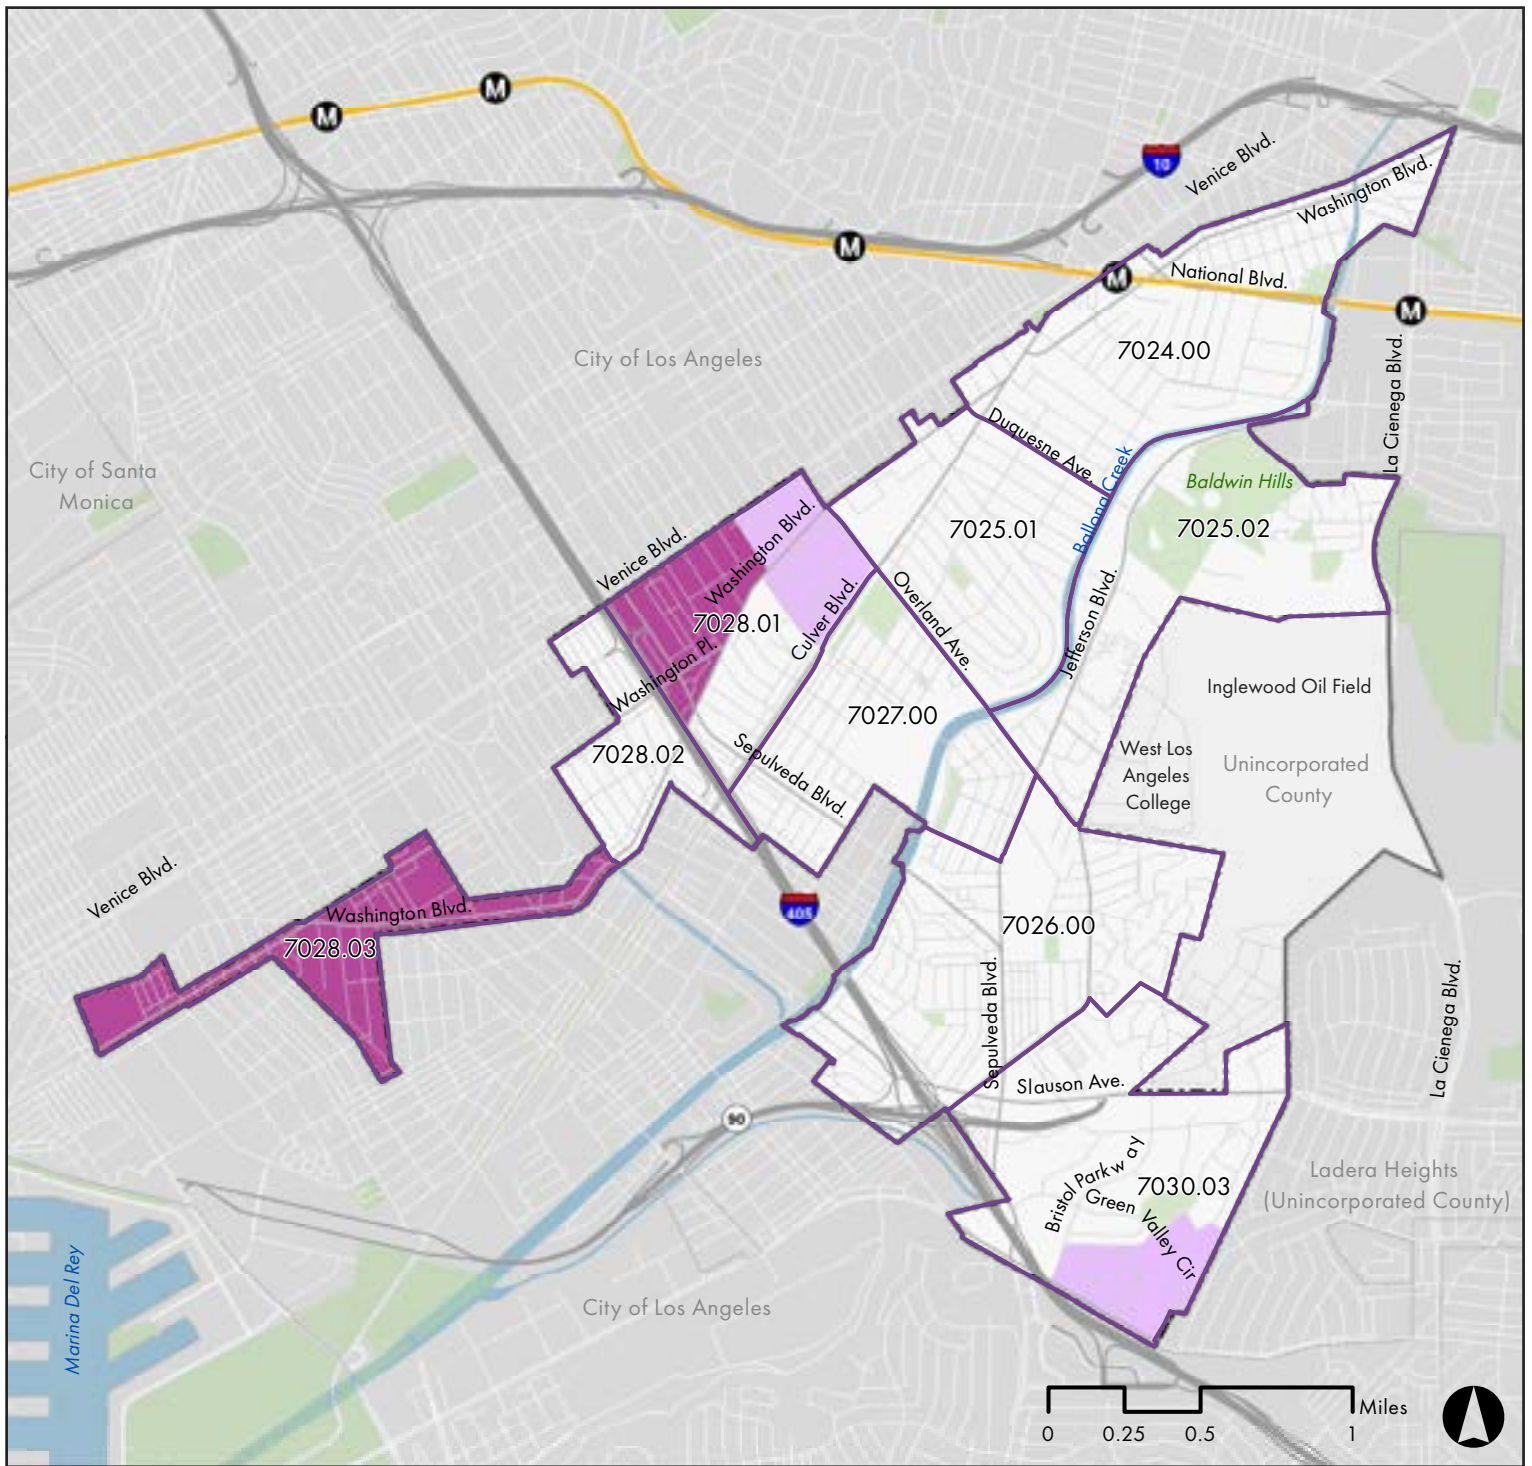 M
M
10
Venice Blvd.
Washington Blvd.
M
M
National Blvd.
M
City of Los Angeles
7024.00
La Cienega Blvd.
Duquesne Ave.
City of Santa
Monica
Ballona Creek
Baldwin Hills
7025.01
7025.02
Venice Blvd.
Washington Blvd.
7028.01
Culver Blvd.
Overland Ave.
Jefferson Blvd.
Washington Pl.
Inglewood Oil Field
7027.00
7028.02
Sepulveda Blvd.
West Los
Angeles
College
Unincorporated
County
Venice Blvd.
Washington Blvd.
7028.03
405
7026.00
Sepulveda Blvd.
La Cienega Blvd.
Slauson Ave.
90
Bristol Parkway
7030.03
Green Valley Cir
Ladera Heights
(Unincorporated County)
Marina Del Rey
City of Los Angeles
Miles
0 0.25 0.5 1